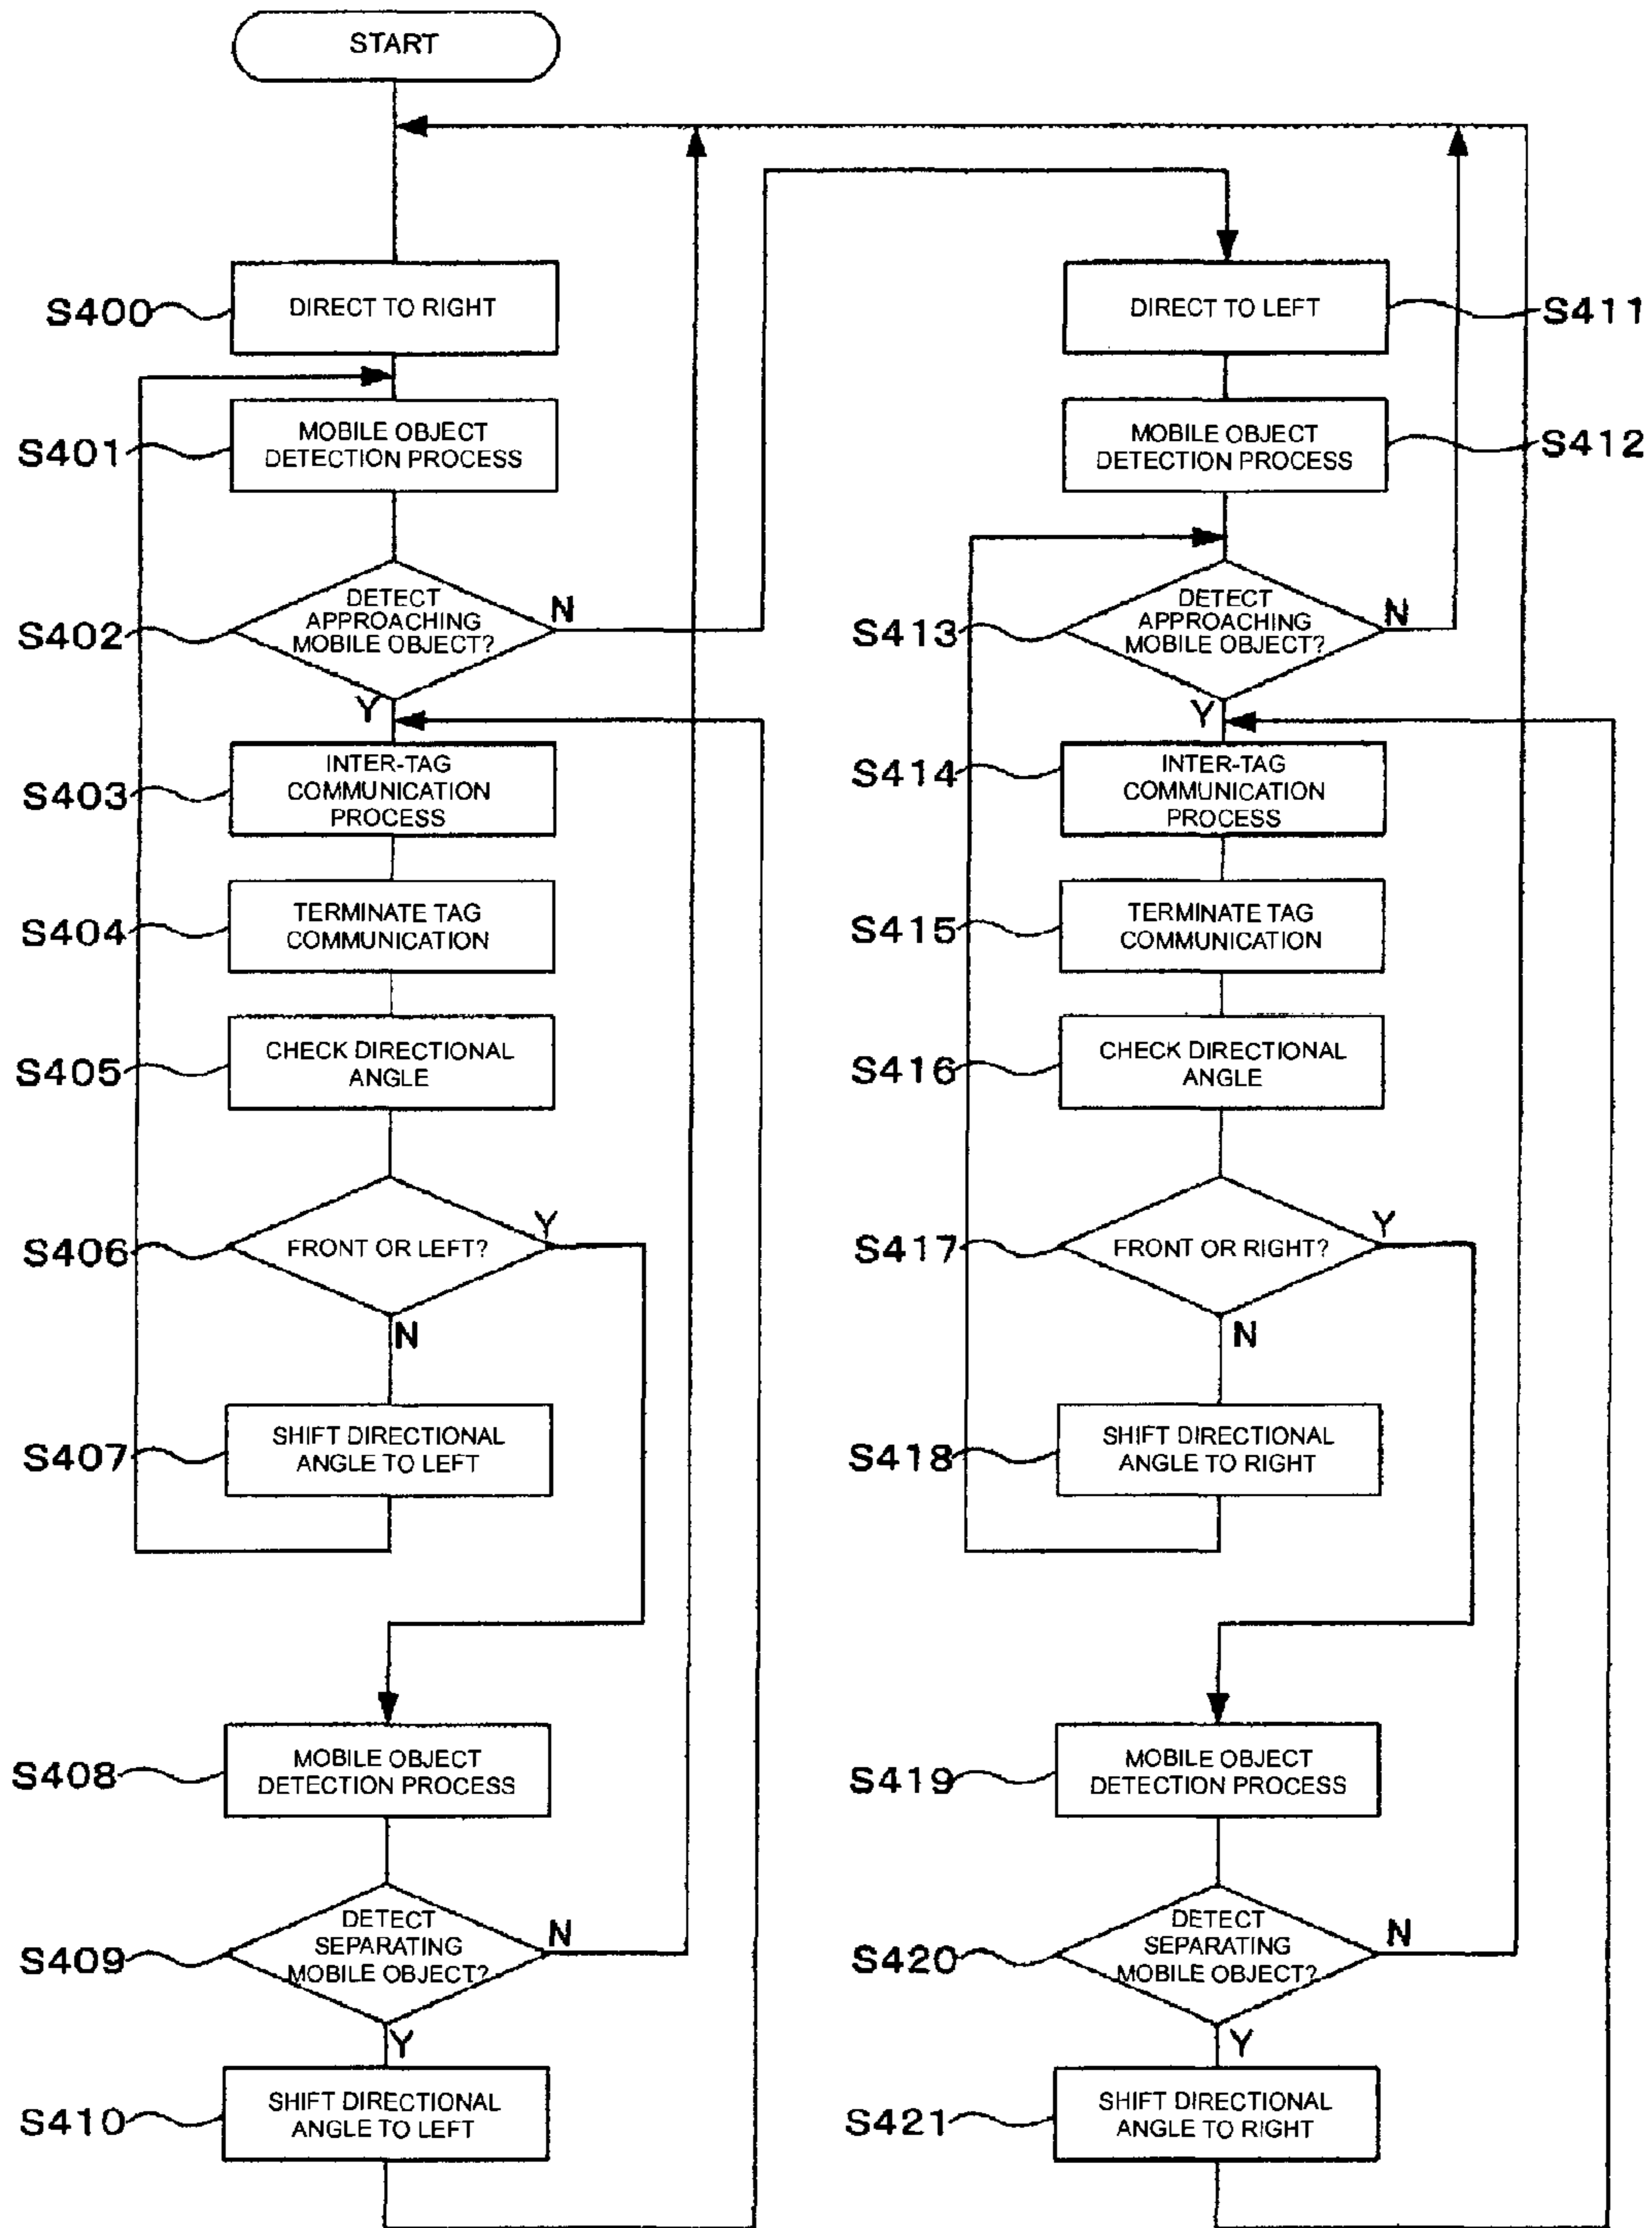 START
S400
DIRECT TO RIGHT
S401
MOBILE OBJECT
DETECTION PROCESS
S402
DETECT
APPROACHING
MOBILE OBJECT?
N
Y
S403
INTER-TAG
COMMUNICATION
PROCESS
S404
TERMINATE TAG
COMMUNICATION
S405
CHECK DIRECTIONAL
ANGLE
S406
FRONT OR LEFT?
Y
N
S407
SHIFT DIRECTIONAL
ANGLE TO LEFT
S408
MOBILE OBJECT
DETECTION PROCESS
S409
DETECT
SEPARATING
MOBILE OBJECT?
N
Y
S410
SHIFT DIRECTIONAL
ANGLE TO LEFT
DIRECT TO LEFT
S411
MOBILE OBJECT
DETECTION PROCESS
S412
S413
DETECT
APPROACHING
MOBILE OBJECT?
N
Y
S414
INTER-TAG
COMMUNICATION
PROCESS
S415
TERMINATE TAG
COMMUNICATION
S416
CHECK DIRECTIONAL
ANGLE
S417
FRONT OR RIGHT?
Y
N
S418
SHIFT DIRECTIONAL
ANGLE TO RIGHT
S419
MOBILE OBJECT
DETECTION PROCESS
S420
DETECT
SEPARATING
MOBILE OBJECT?
N
Y
S421
SHIFT DIRECTIONAL
ANGLE TO RIGHT